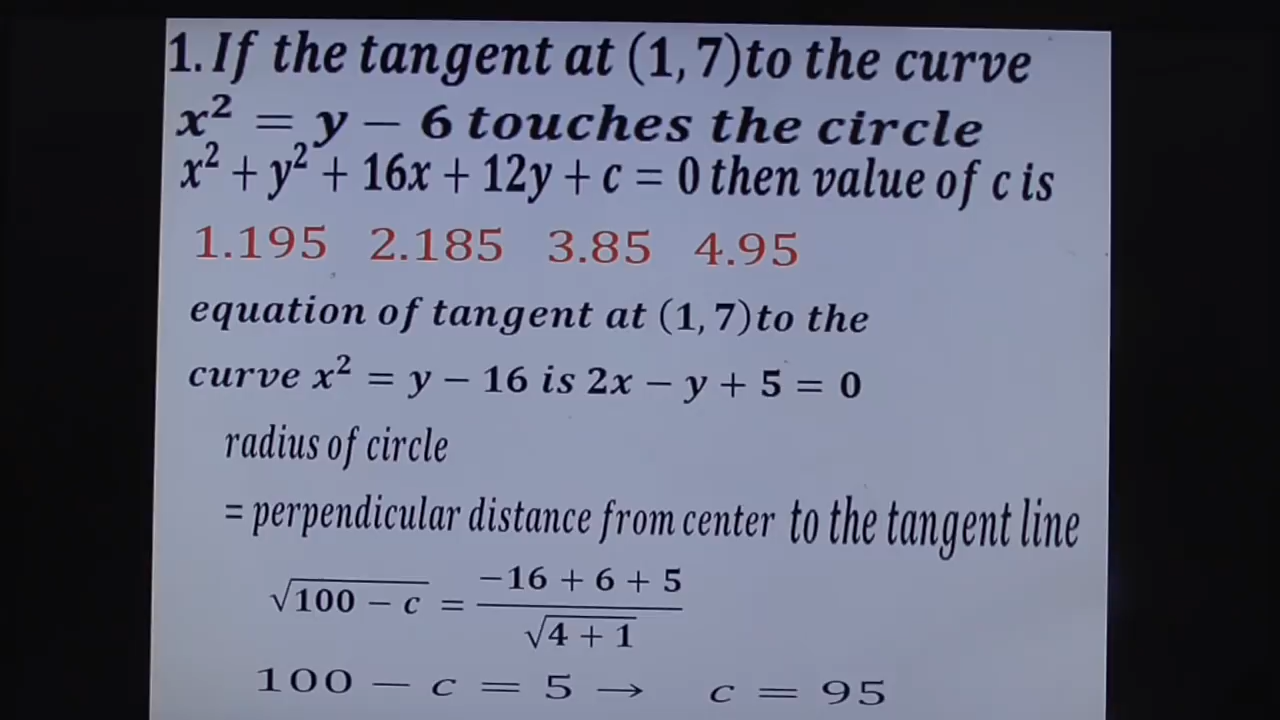 1. If the tangent at (1, 7)to the curve
x² = y − 6 touches the circle
x² + y² + 16x + 12y + c = 0 then value of c is
1.195 2.185 3.85 4.95
equation of tangent at (1, 7)to the
curve x² = y − 16 is 2x − y + 5 = 0
radius of circle
= perpendicular distance from center to the tangent line
√(100 − c) = (−16 + 6 + 5)/√(4 + 1)
100 − c = 5 → c = 95